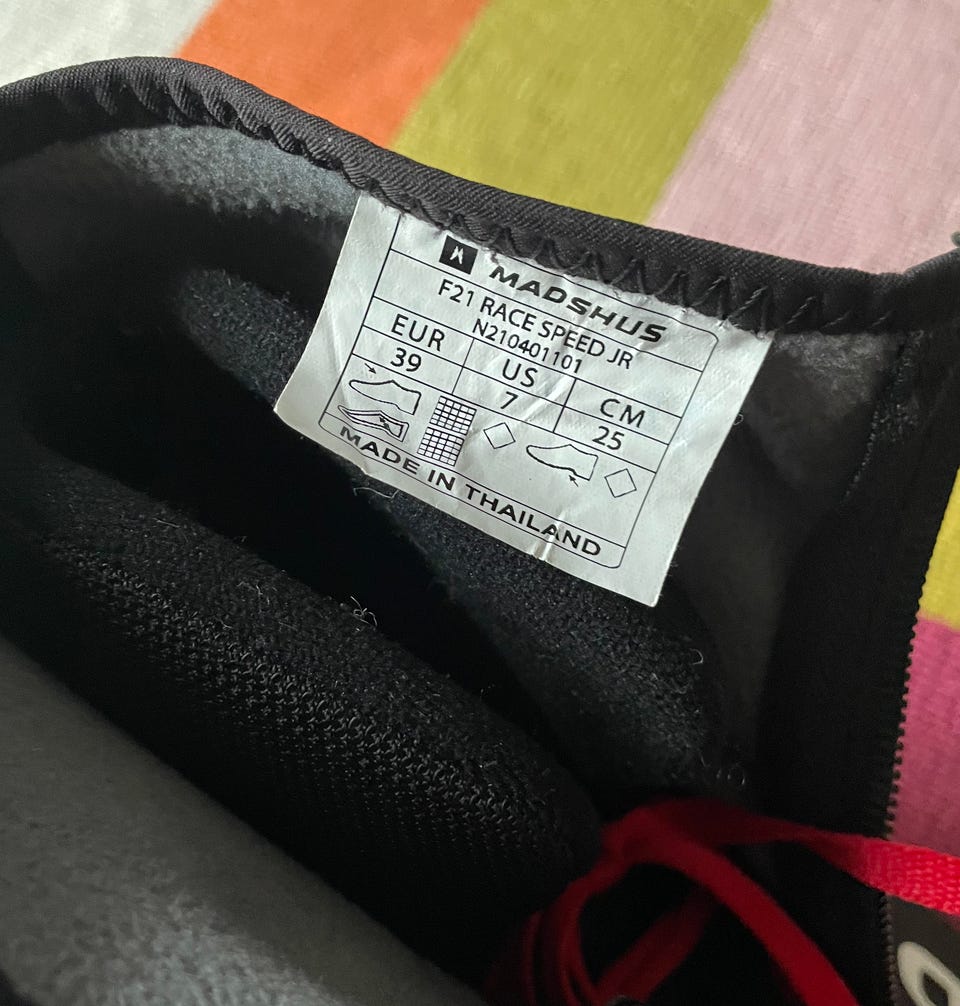 MADSHUS
F21 RACE SPEED JR
N210401101
EUR US CM
39 7 25
MADE IN THAILAND